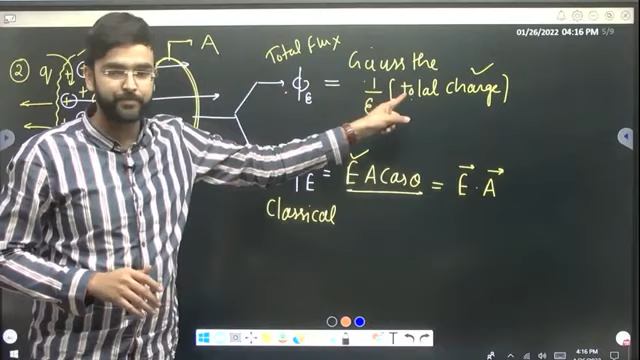 01/26/2022 04:16 PM 5/9
② q
A
Total flux
Gauss the
ϕE = 1/ε [total charge]
E = E A Cosθ = E⃗ · A⃗
Classical
4:16 PM